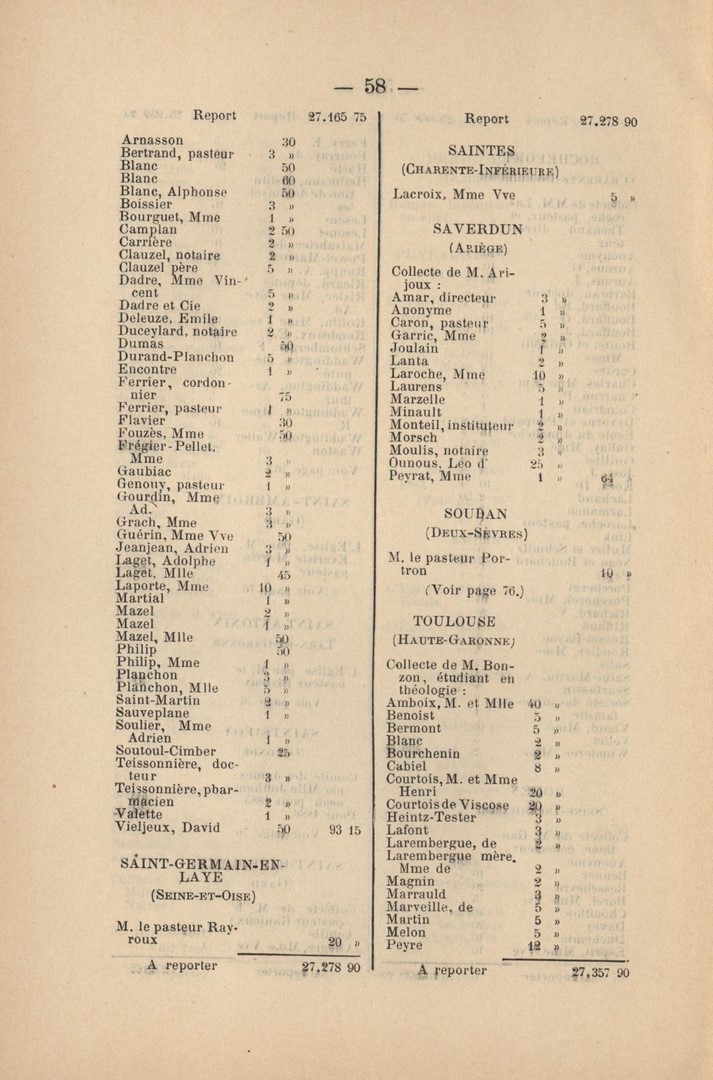 — 58 —
Report 27.165 75
Arnasson 30
Bertrand, pasteur 3 »
Blanc 50
Blanc 60
Blanc, Alphonse 50
Boissier 3 »
Bourguet, Mme 1 »
Camplan 2 50
Carrière 2 »
Clauzel, notaire 2 »
Clauzel père 5 »
Dadre, Mme Vin-
cent 5 »
Dadre et Cie 2 »
Deleuze, Emile 1 »
Duceylard, notaire 2 »
Dumas 50
Durand-Planchon 5 »
Encontre 1 »
Ferrier, cordon-
nier 75
Ferrier, pasteur 1 »
Flavier 30
Fouzès, Mme 50
Frégier-Pellet.
Mme 3 »
Gaubiac 2 »
Genouy, pasteur 1 »
Gourdin, Mme
Ad. 3 »
Grach, Mme 3 »
Guérin, Mme Vve 50
Jeanjean, Adrien 3 »
Laget, Adolphe 1 »
Laget, Mlle 45
Laporte, Mme 10 »
Martial 1 »
Mazel 2 »
Mazel 1 »
Mazel, Mlle 50
Philip 50
Philip, Mme 1 »
Planchon 3 »
Planchon, Mlle 5 »
Saint-Martin 2 »
Sauveplane 1 »
Soulier, Mme
Adrien 1 »
Soutoul-Cimber 25
Teissonnière, doc-
teur 3 »
Teissonnière, phar-
macien 2 »
Valette 1 »
Vieljeux, David 50 93 15
SAINT-GERMAIN-EN-
LAYE
(SEINE-ET-OISE)
M. le pasteur Ray-
roux 20 »
A reporter 27.278 90
Report 27.278 90
SAINTES
(CHARENTE-INFÉRIEURE)
Lacroix, Mme Vve 5 »
SAVERDUN
(ARIÈGE)
Collecte de M. Ari-
joux :
Amar, directeur 3 »
Anonyme 1 »
Caron, pasteur 5 »
Garric, Mme 2 »
Joulain 1 »
Lanta 2 »
Laroche, Mme 10 »
Laurens 5 »
Marzelle 1 »
Minault 1 »
Monteil, instituteur 2 »
Morsch 2 »
Moulis, notaire 3 »
Ounous, Léo d' 25 »
Peyrat, Mme 1 » 64 »
SOUDAN
(DEUX-SÈVRES)
M. le pasteur Por-
tron 10 »
(Voir page 76.)
TOULOUSE
(HAUTE-GARONNE)
Collecte de M. Bon-
zon, étudiant en
théologie :
Amboix, M. et Mlle 40 »
Benoist 5 »
Bermont 5 »
Blanc 2 »
Bourchenin 2 »
Cabiel 8 »
Courtois, M. et Mme
Henri 20 »
Courtois de Viscose 20 »
Heintz-Tester 3 »
Lafont 3 »
Larembergue, de 2 »
Larembergue mère,
Mme de 2 »
Magnin 2 »
Marrauld 3 »
Marveille, de 5 »
Martin 5 »
Melon 5 »
Peyre 12 »
A reporter 27,357 90